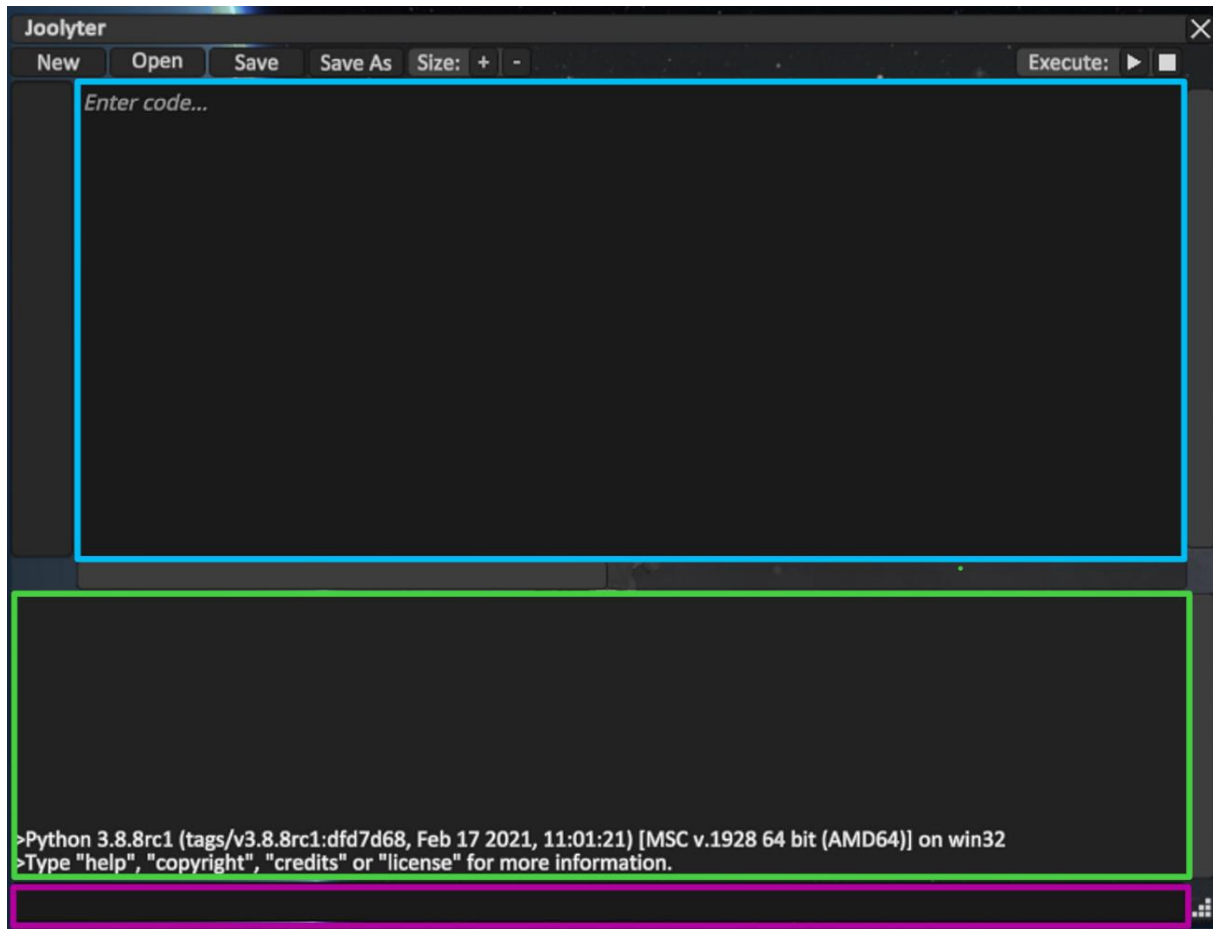 Joolyter
New Open Save Save As Size: + - Execute:
Enter code...
>Python 3.8.8rc1 (tags/v3.8.8rc1:dfd7d68, Feb 17 2021, 11:01:21) [MSC v.1928 64 bit (AMD64)] on win32
>Type "help", "copyright", "credits" or "license" for more information.